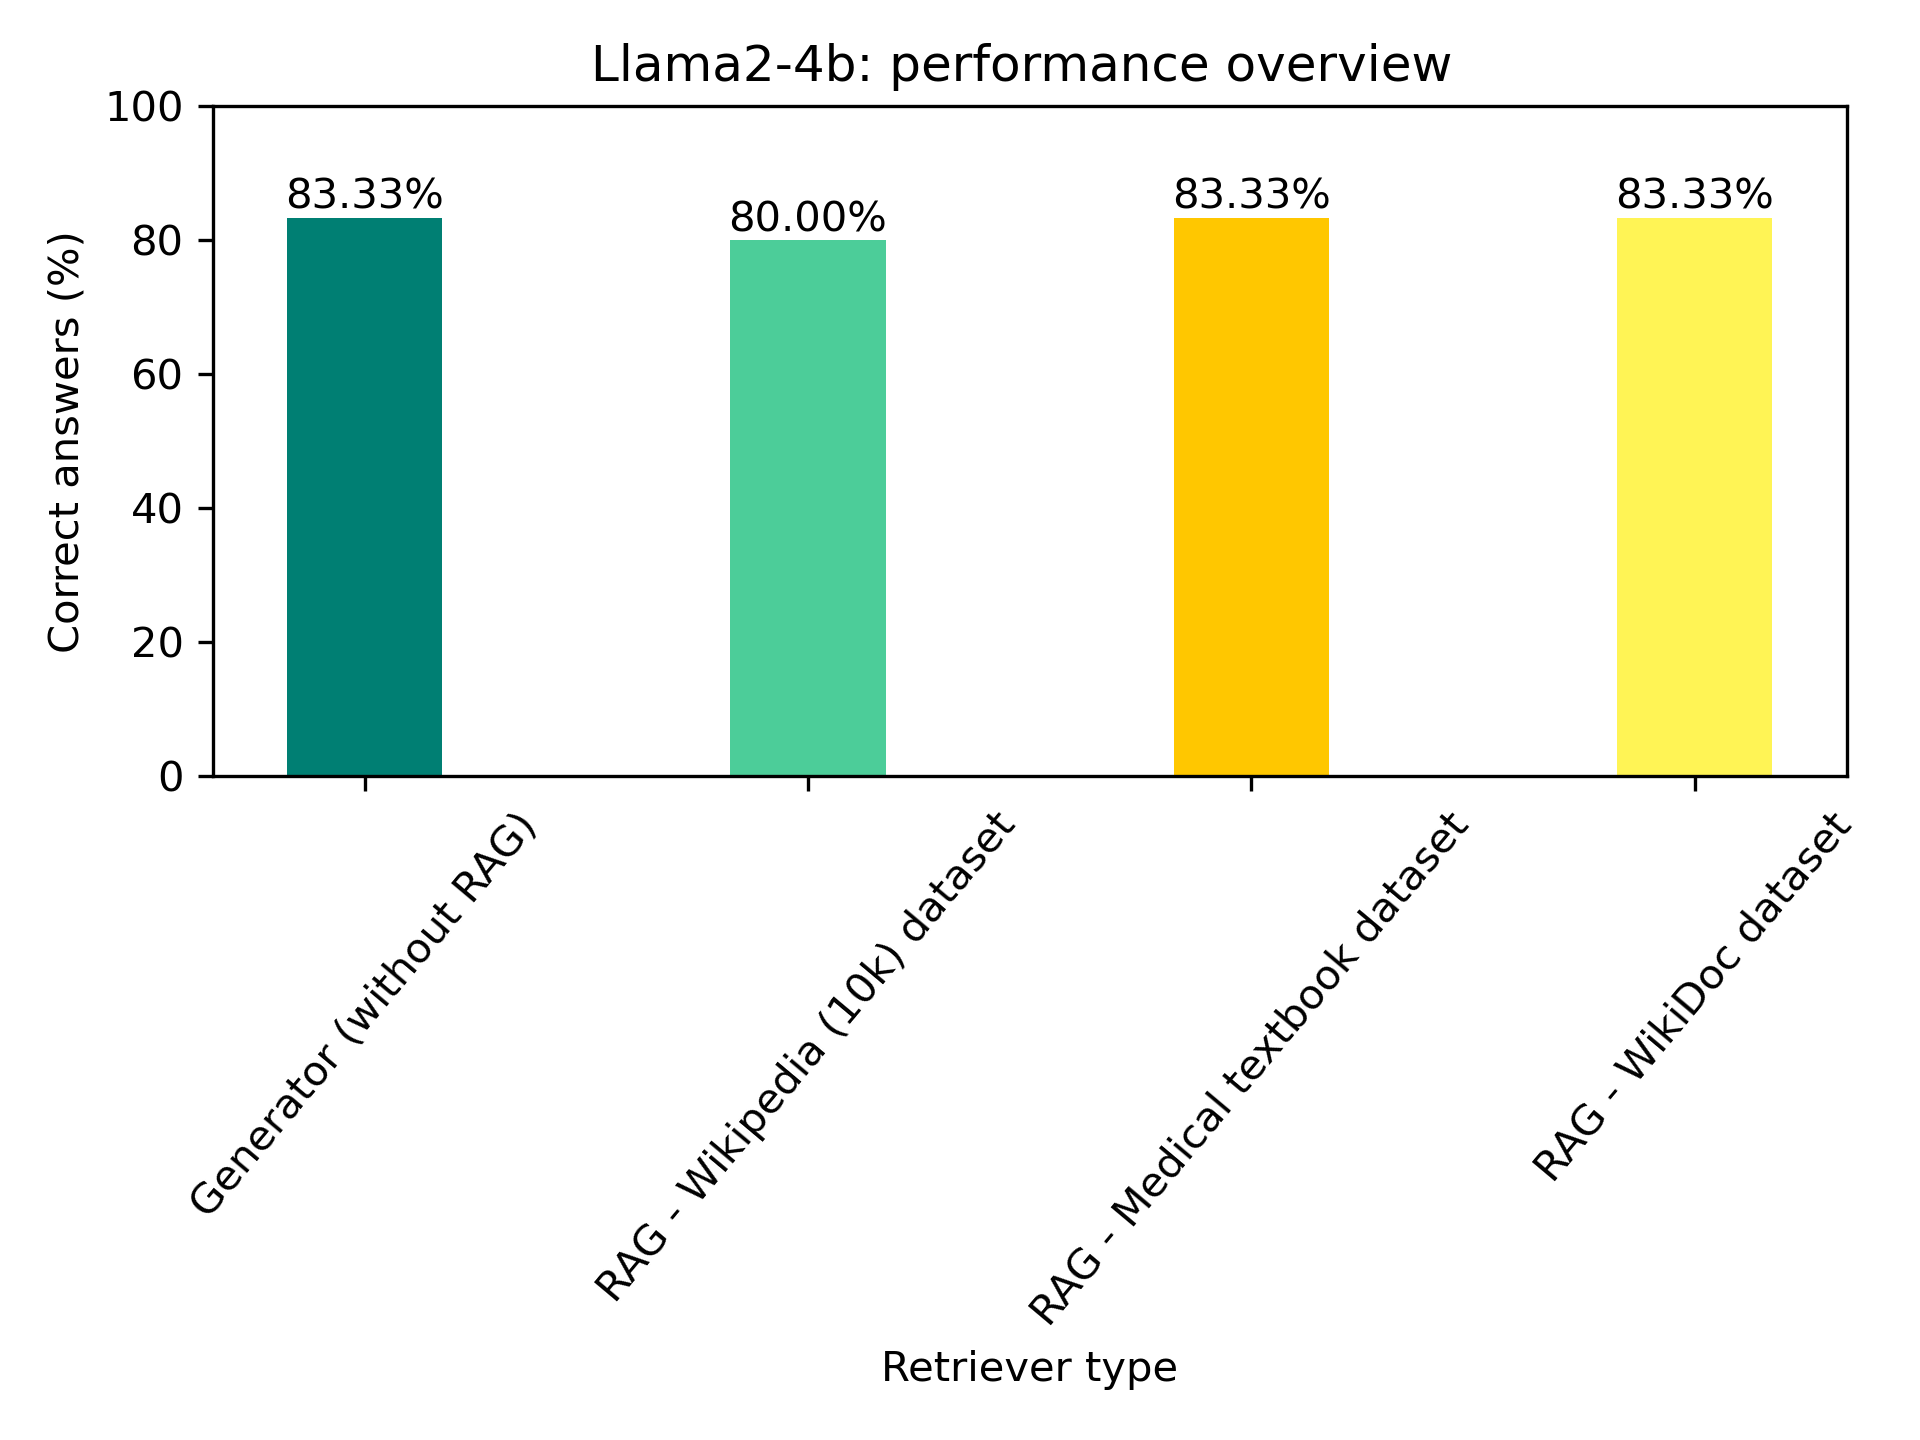 Llama2-4b: performance overview
Correct answers (%)
100
80
60
40
20
0
83.33%
80.00%
83.33%
83.33%
Generator (without RAG)
RAG - Wikipedia (10k) dataset
RAG - Medical textbook dataset
RAG - WikiDoc dataset
Retriever type